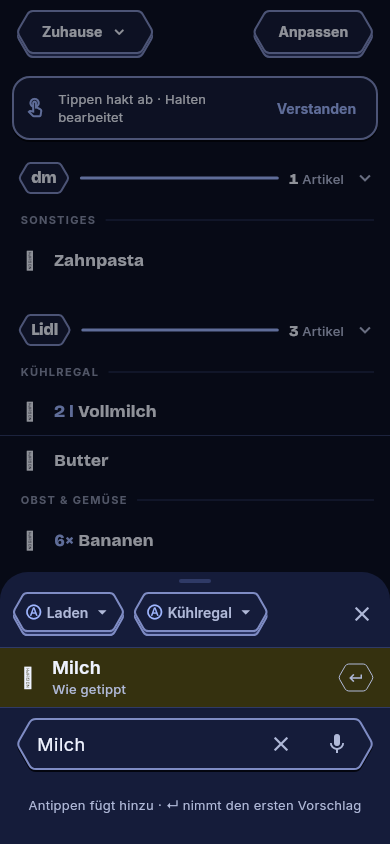 Zuhause
Anpassen
Tippen hakt ab · Halten
bearbeitet
Verstanden
dm
1 Artikel
SONSTIGES
Zahnpasta
Lidl
3 Artikel
KÜHLREGAL
2 l Vollmilch
Butter
OBST & GEMÜSE
6× Bananen
A Laden
A Kühlregal
Milch
Wie getippt
Milch
Antippen fügt hinzu · ↵ nimmt den ersten Vorschlag